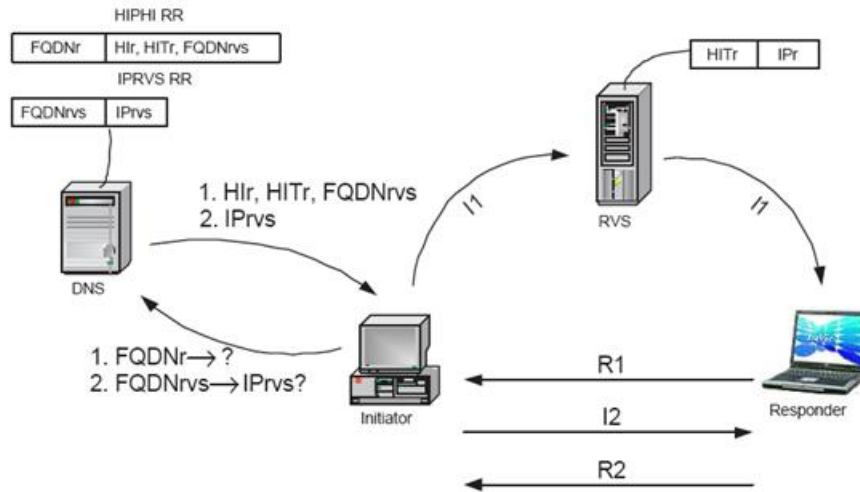 HIPHI RR
FQDNr
HIr, HITr, FQDNrvs
IPRVS RR
FQDNrvs
IPrvs
HITr
IPr
1. HIr, HITr, FQDNrvs
2. IPrvs
I1
RVS
I1
DNS
1. FQDNr→ ?
2. FQDNrvs→IPrvs?
R1
Initiator
Responder
I2
R2